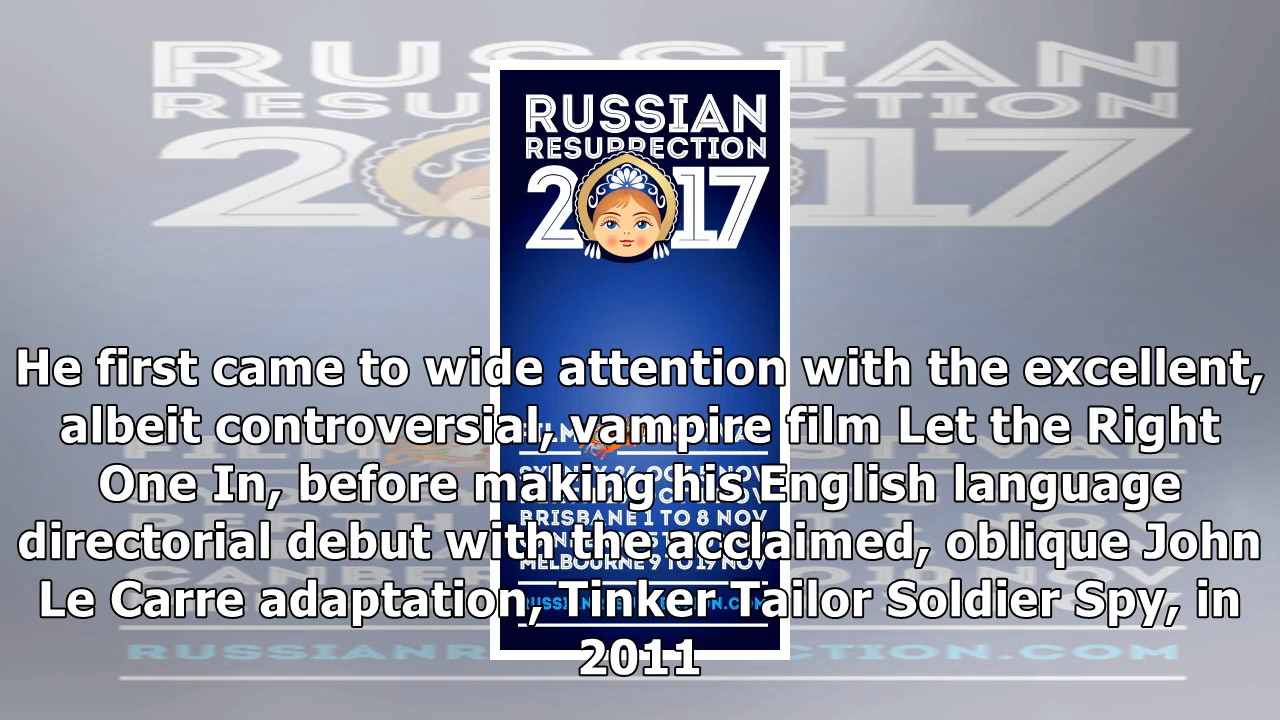 RUSSIAN
RESURRECTION
2017
He first came to wide attention with the excellent,
albeit controversial, vampire film Let the Right
One In, before making his English language
directorial debut with the acclaimed, oblique John
Le Carre adaptation, Tinker Tailor Soldier Spy, in
2011
BRISBANE 1 TO 8 NOV
MELBOURNE 9 TO 19 NOV